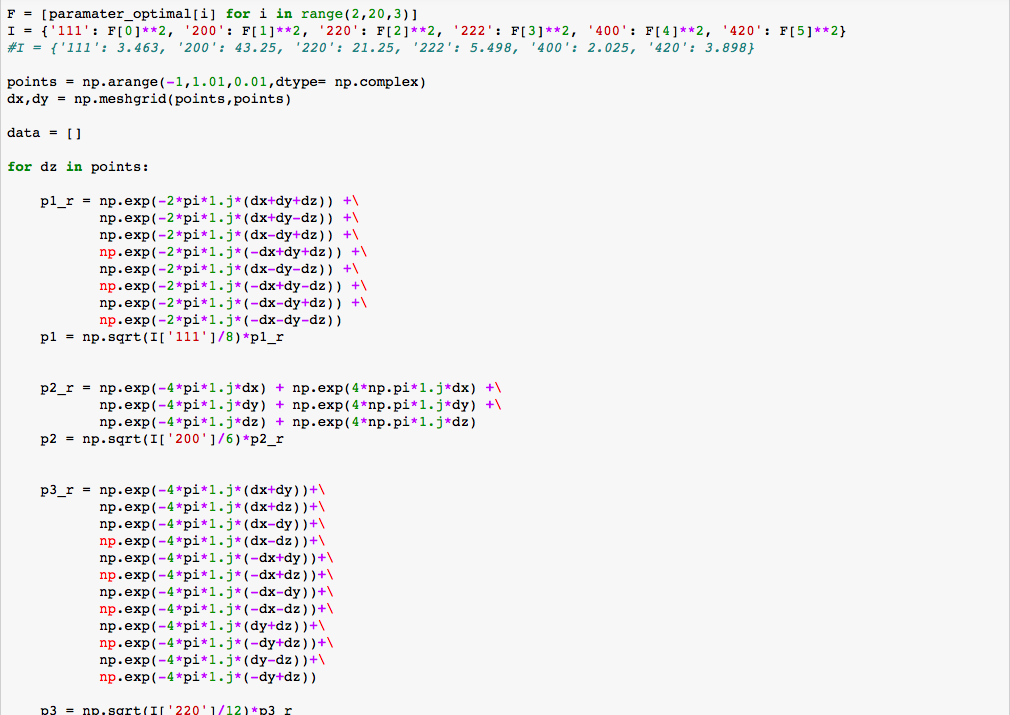 F = [paramater_optimal[i] for i in range(2,20,3)]
I = {'111': F[0]**2, '200': F[1]**2, '220': F[2]**2, '222': F[3]**2, '400': F[4]**2, '420': F[5]**2}
#I = {'111': 3.463, '200': 43.25, '220': 21.25, '222': 5.498, '400': 2.025, '420': 3.898}

points = np.arange(-1,1.01,0.01,dtype= np.complex)
dx,dy = np.meshgrid(points,points)

data = []

for dz in points:

    p1_r = np.exp(-2*pi*1.j*(dx+dy+dz)) +\
           np.exp(-2*pi*1.j*(dx+dy-dz)) +\
           np.exp(-2*pi*1.j*(dx-dy+dz)) +\
           np.exp(-2*pi*1.j*(-dx+dy+dz)) +\
           np.exp(-2*pi*1.j*(dx-dy-dz)) +\
           np.exp(-2*pi*1.j*(-dx+dy-dz)) +\
           np.exp(-2*pi*1.j*(-dx-dy+dz)) +\
           np.exp(-2*pi*1.j*(-dx-dy-dz))
    p1 = np.sqrt(I['111']/8)*p1_r

    p2_r = np.exp(-4*pi*1.j*dx) + np.exp(4*np.pi*1.j*dx) +\
           np.exp(-4*pi*1.j*dy) + np.exp(4*np.pi*1.j*dy) +\
           np.exp(-4*pi*1.j*dz) + np.exp(4*np.pi*1.j*dz)
    p2 = np.sqrt(I['200']/6)*p2_r

    p3_r = np.exp(-4*pi*1.j*(dx+dy))+\
           np.exp(-4*pi*1.j*(dx+dz))+\
           np.exp(-4*pi*1.j*(dx-dy))+\
           np.exp(-4*pi*1.j*(dx-dz))+\
           np.exp(-4*pi*1.j*(-dx+dy))+\
           np.exp(-4*pi*1.j*(-dx+dz))+\
           np.exp(-4*pi*1.j*(-dx-dy))+\
           np.exp(-4*pi*1.j*(-dx-dz))+\
           np.exp(-4*pi*1.j*(dy+dz))+\
           np.exp(-4*pi*1.j*(-dy+dz))+\
           np.exp(-4*pi*1.j*(dy-dz))+\
           np.exp(-4*pi*1.j*(-dy+dz))

    p3 = np.sqrt(I['220']/12)*p3_r